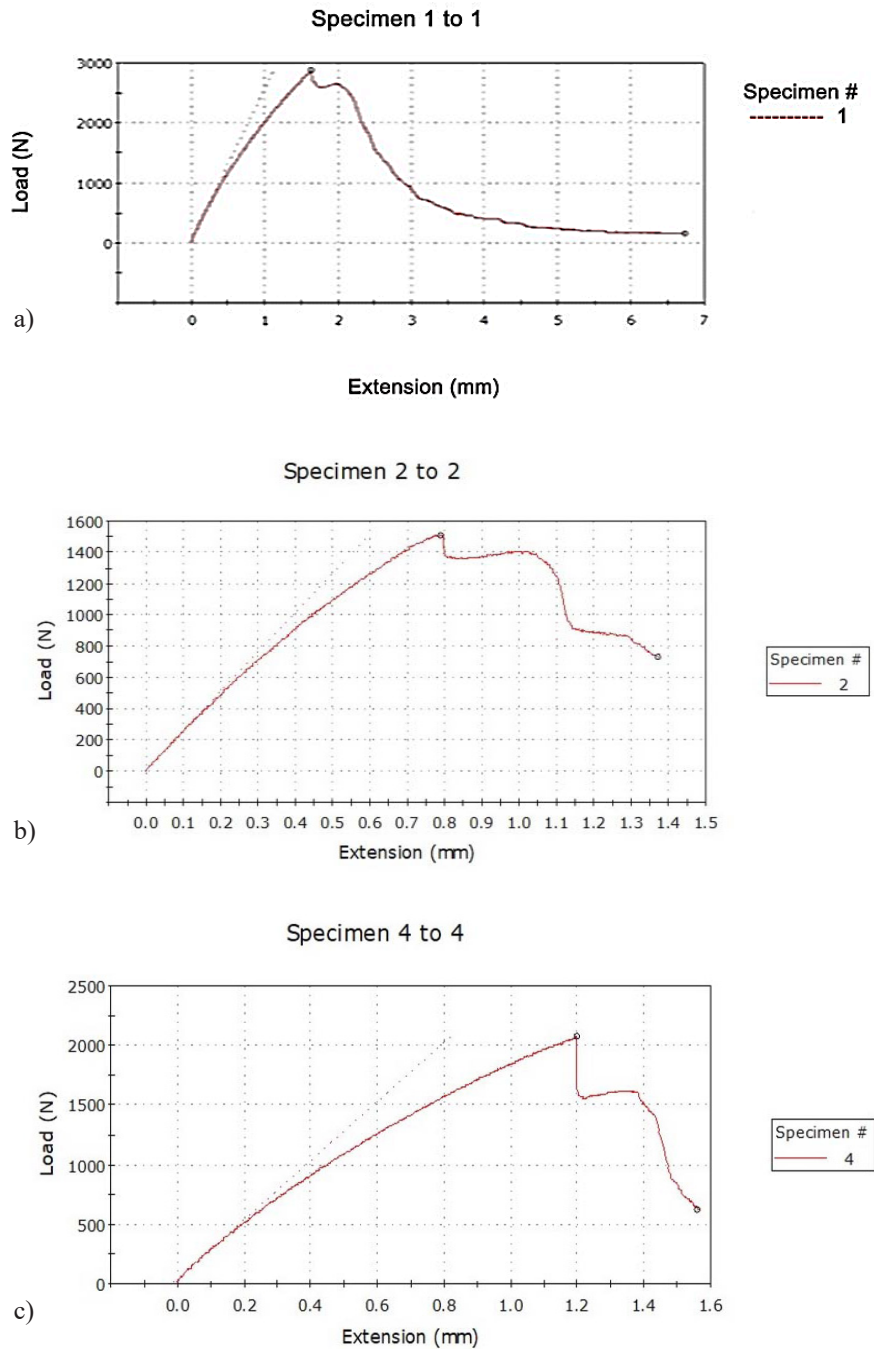 Specimen 1 to 1
3000
2000
1000
0
Load (N)
0 1 2 3 4 5 6 7
Extension (mm)
Specimen #
1
a)
Specimen 2 to 2
1600
1400
1200
1000
800
600
400
200
0
Load (N)
0.0 0.1 0.2 0.3 0.4 0.5 0.6 0.7 0.8 0.9 1.0 1.1 1.2 1.3 1.4 1.5
Extension (mm)
Specimen #
2
b)
Specimen 4 to 4
2500
2000
1500
1000
500
0
Load (N)
0.0 0.2 0.4 0.6 0.8 1.0 1.2 1.4 1.6
Extension (mm)
Specimen #
4
c)